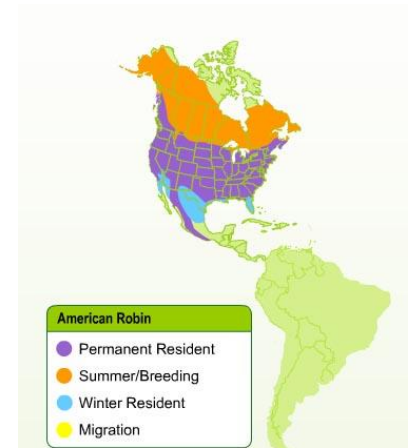 American Robin
Permanent Resident
Summer/Breeding
Winter Resident
Migration